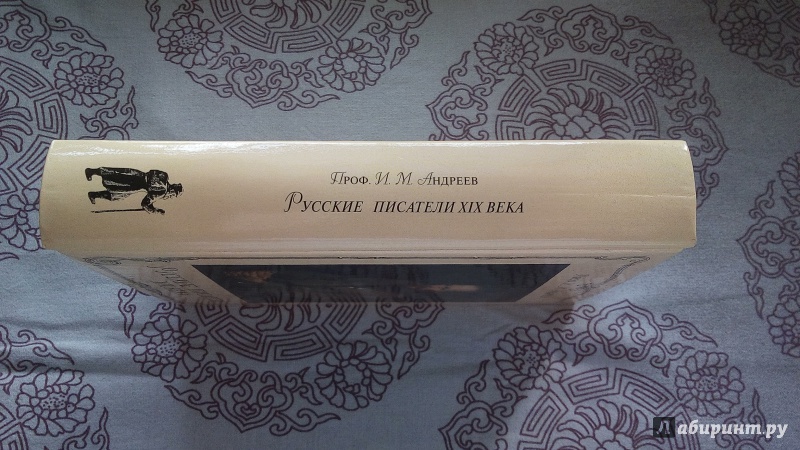 Проф. И. М. Андреев
Русские писатели XIX века
Лабиринт.ру